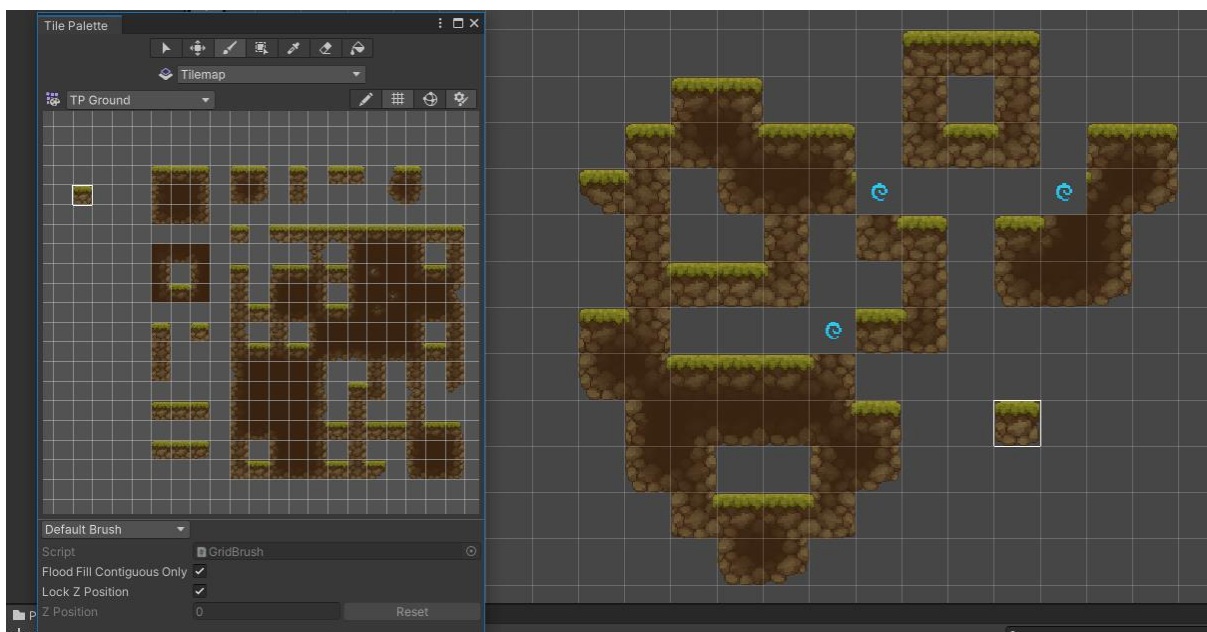 Tile Palette
Tilemap
TP Ground
Default Brush
Script
GridBrush
Flood Fill Contiguous Only
Lock Z Position
Z Position
0
Reset
P